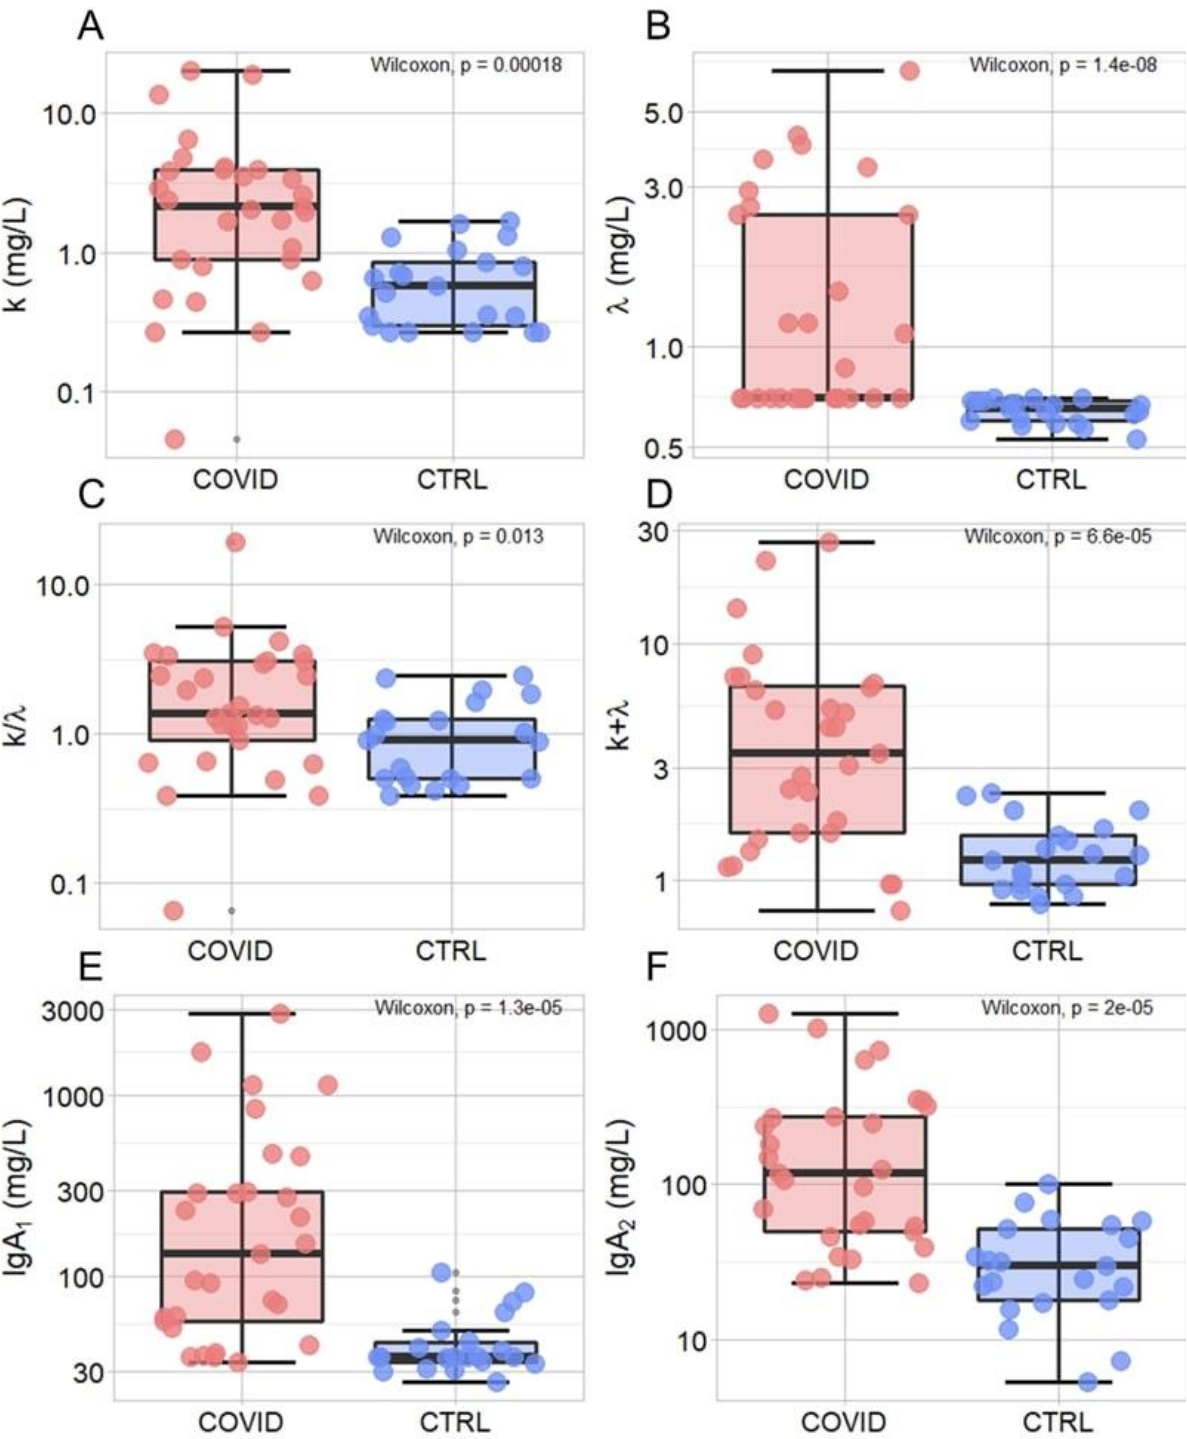 A
Wilcoxon, p = 0.00018
k (mg/L)
10.0
1.0
0.1
COVID
CTRL
B
Wilcoxon, p = 1.4e-08
λ (mg/L)
5.0
3.0
1.0
0.5
COVID
CTRL
C
Wilcoxon, p = 0.013
k/λ
10.0
1.0
0.1
COVID
CTRL
D
Wilcoxon, p = 6.6e-05
k+λ
30
10
3
1
COVID
CTRL
E
Wilcoxon, p = 1.3e-05
IgA₁ (mg/L)
3000
1000
300
100
30
COVID
CTRL
F
Wilcoxon, p = 2e-05
IgA₂ (mg/L)
1000
100
10
COVID
CTRL